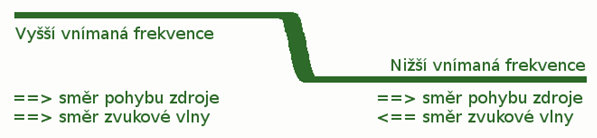 Vyšší vnímaná frekvence
Nižší vnímaná frekvence
==> směr pohybu zdroje
==> směr zvukové vlny
==> směr pohybu zdroje
<== směr zvukové vlny